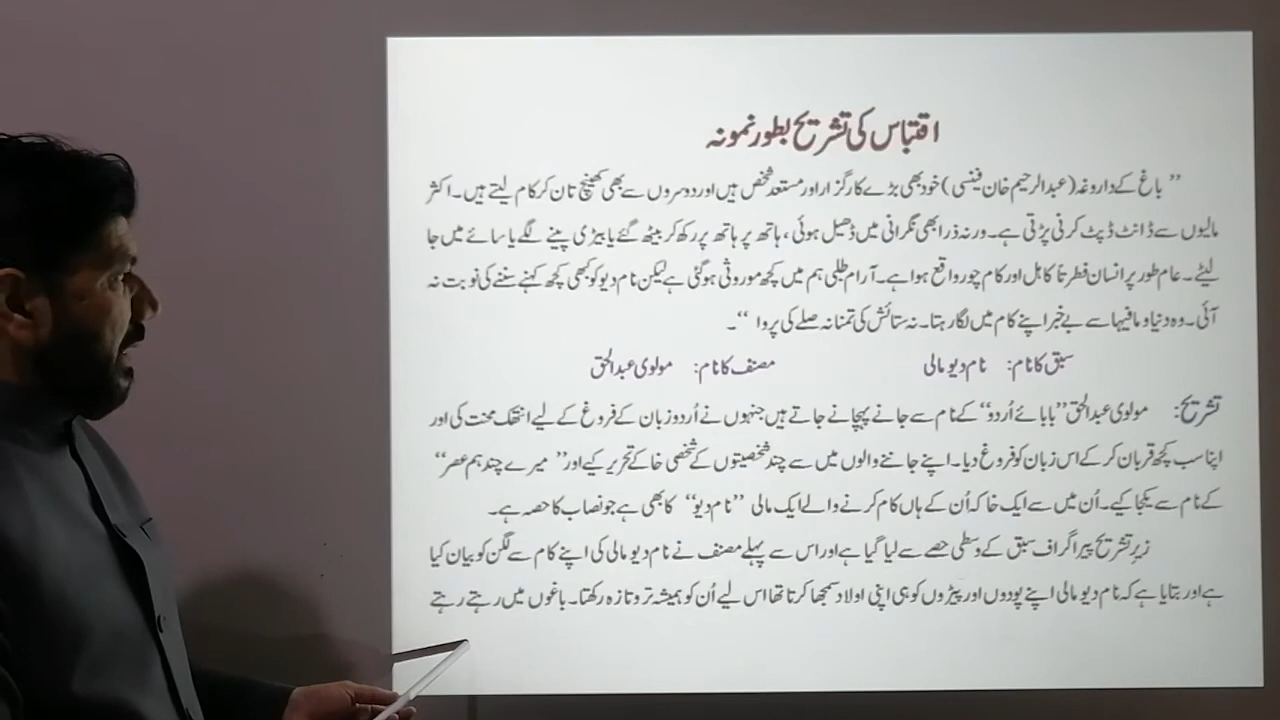 اقتباس کی تشریح بطور نمونہ
” باغ کے داروغہ (عبدالرحیم خان فینسی) خود بھی بڑے کارگزار اور مستعد شخص ہیں اور دوسروں سے بھی کھینچ تان کر کام لیتے ہیں۔ اکثر
مالیوں سے ڈانٹ ڈپٹ کرنی پڑتی ہے۔ ورنہ ذرا بھی نگرانی میں ڈھیل ہوئی، ہاتھ پر ہاتھ رکھ کر بیٹھ گئے یا بیڑی پینے لگے یا سائے میں جا
لیٹے۔ عام طور پر انسان فطرتاً کاہل اور کام چور واقع ہوا ہے۔ آرام طلبی ہم میں کچھ موروثی ہوگئی ہے لیکن نام دیو کو کبھی کچھ کہنے سننے کی نوبت نہ
آئی۔ وہ دنیا و مافیہا سے بے خبر اپنے کام میں لگا رہتا۔ نہ ستائش کی تمنا نہ صلے کی پروا “۔
سبق کا نام: نام دیو مالی مصنف کا نام: مولوی عبدالحق
تشریح: مولوی عبدالحق ”بابائے اُردو“ کے نام سے جانے پہچانے جاتے ہیں جنہوں نے اُردو زبان کے فروغ کے لیے انتھک محنت کی اور
اپنا سب کچھ قربان کر کے اس زبان کو فروغ دیا۔ اپنے جاننے والوں میں سے چند شخصیتوں کے شخصی خاکے تحریر کیے اور ” میرے چند ہم عصر“
کے نام سے یکجا کیے۔ اُن میں سے ایک خاکہ اُن کے ہاں کام کرنے والے ایک مالی ”نام دیو“ کا بھی ہے جو نصاب کا حصہ ہے۔
زیرِ تشریح پیراگراف سبق کے وسطی حصے سے لیا گیا ہے اور اس سے پہلے مصنف نے نام دیو مالی کی اپنے کام سے لگن کو بیان کیا
ہے اور بتایا ہے کہ نام دیو مالی اپنے پودوں اور پیڑوں کو ہی اپنی اولاد سمجھا کرتا تھا اس لیے اُن کو ہمیشہ تر و تازہ رکھتا۔ باغوں میں رہتے رہتے